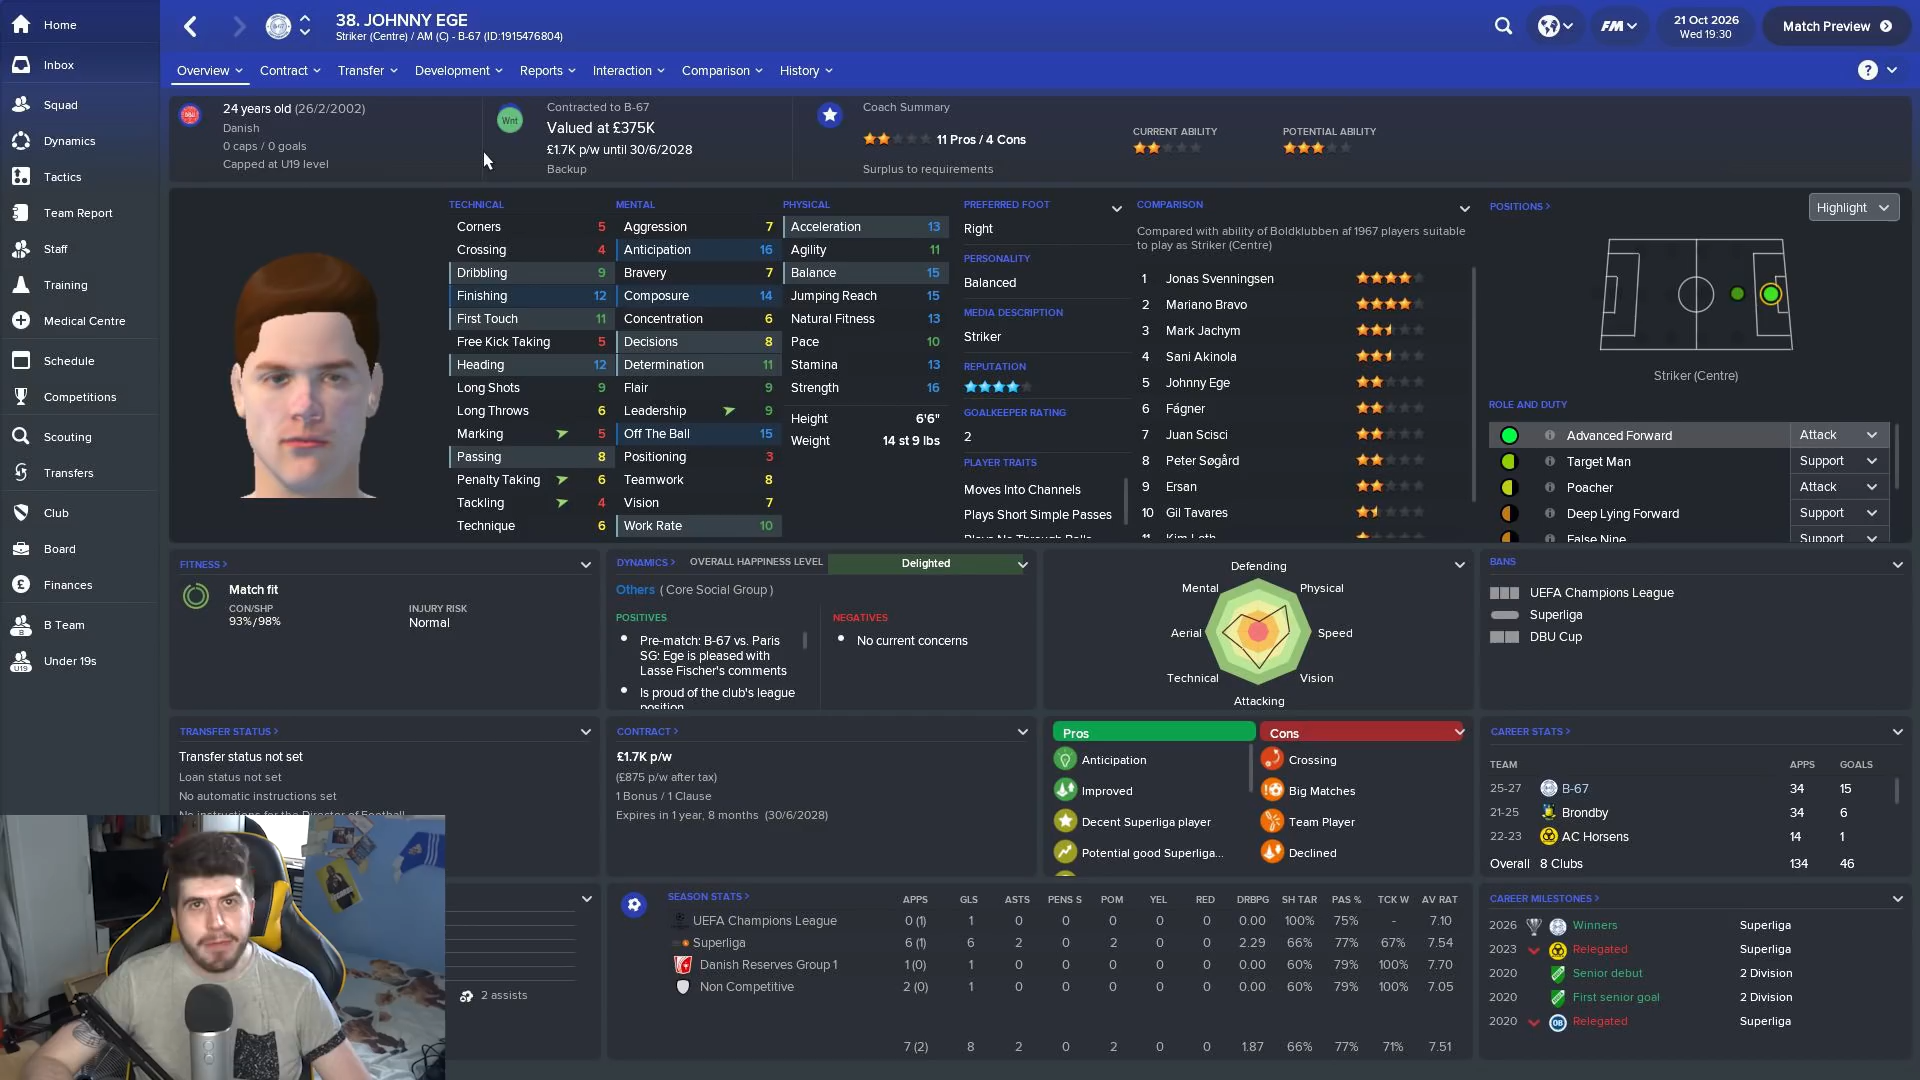 Home
Inbox
Squad
Dynamics
Tactics
Team Report
Staff
Training
Medical Centre
Schedule
Competitions
Scouting
Transfers
Club
Board
Finances
B Team
Under 19s
38. JOHNNY EGE
Striker (Centre) / AM (C) - B-67 (ID:1915476804)
FM
21 Oct 2026
Wed 19:30
Match Preview
Overview
Contract
Transfer
Development
Reports
Interaction
Comparison
History
?
24 years old (26/2/2002)
Danish
0 caps / 0 goals
Capped at U19 level
Wnt
Contracted to B-67
Valued at £375K
£1.7K p/w until 30/6/2028
Backup
Coach Summary
11 Pros / 4 Cons
Surplus to requirements
CURRENT ABILITY
POTENTIAL ABILITY
TECHNICAL
Corners 5
Crossing 4
Dribbling 9
Finishing 12
First Touch 11
Free Kick Taking 5
Heading 12
Long Shots 9
Long Throws 6
Marking 5
Passing 8
Penalty Taking 6
Tackling 4
Technique 6
MENTAL
Aggression 7
Anticipation 16
Bravery 7
Composure 14
Concentration 6
Decisions 8
Determination 11
Flair 9
Leadership 9
Off The Ball 15
Positioning 3
Teamwork 8
Vision 7
Work Rate 10
PHYSICAL
Acceleration 13
Agility 11
Balance 15
Jumping Reach 15
Natural Fitness 13
Pace 10
Stamina 13
Strength 16
Height 6'6"
Weight 14 st 9 lbs
PREFERRED FOOT
Right
PERSONALITY
Balanced
MEDIA DESCRIPTION
Striker
REPUTATION
GOALKEEPER RATING
2
PLAYER TRAITS
Moves Into Channels
Plays Short Simple Passes
Plays No Through Balls
COMPARISON
Compared with ability of Boldklubben af 1967 players suitable
to play as Striker (Centre)
1 Jonas Svenningsen
2 Mariano Bravo
3 Mark Jachym
4 Sani Akinola
5 Johnny Ege
6 Fágner
7 Juan Scisci
8 Peter Søgård
9 Ersan
10 Gil Tavares
11 Kim Leth
POSITIONS >
Highlight
Striker (Centre)
ROLE AND DUTY
Advanced Forward Attack
Target Man Support
Poacher Attack
Deep Lying Forward Support
False Nine Support
FITNESS >
Match fit
CON/SHP
93%/98%
INJURY RISK
Normal
DYNAMICS >
OVERALL HAPPINESS LEVEL
Delighted
Others ( Core Social Group )
POSITIVES
Pre-match: B-67 vs. Paris
SG: Ege is pleased with
Lasse Fischer's comments
Is proud of the club's league
position
NEGATIVES
No current concerns
Defending
Physical
Speed
Vision
Attacking
Technical
Aerial
Mental
BANS
UEFA Champions League
Superliga
DBU Cup
TRANSFER STATUS >
Transfer status not set
Loan status not set
No automatic instructions set
No instructions for the Director of Football
CONTRACT >
£1.7K p/w
(£875 p/w after tax)
1 Bonus / 1 Clause
Expires in 1 year, 8 months (30/6/2028)
Pros
Anticipation
Improved
Decent Superliga player
Potential good Superliga...
Cons
Crossing
Big Matches
Team Player
Declined
CAREER STATS >
TEAM APPS GOALS
25-27 B-67 34 15
21-25 Brondby 34 6
22-23 AC Horsens 14 1
Overall 8 Clubs 134 46
2 assists
SEASON STATS > APPS GLS ASTS PENS S POM YEL RED DRBPG SH TAR PAS % TCK W AV RAT
UEFA Champions League 0 (1) 1 0 0 0 0 0 0.00 100% 75% - 7.10
Superliga 6 (1) 6 2 0 2 0 0 2.29 66% 77% 67% 7.54
Danish Reserves Group 1 1 (0) 1 0 0 0 0 0 0.00 60% 79% 100% 7.70
Non Competitive 2 (0) 1 0 0 0 0 0 0.00 60% 79% 100% 7.05
7 (2) 8 2 0 2 0 0 1.87 66% 77% 71% 7.51
CAREER MILESTONES >
2026 Winners Superliga
2023 Relegated Superliga
2020 Senior debut 2 Division
2020 First senior goal 2 Division
2020 Relegated Superliga